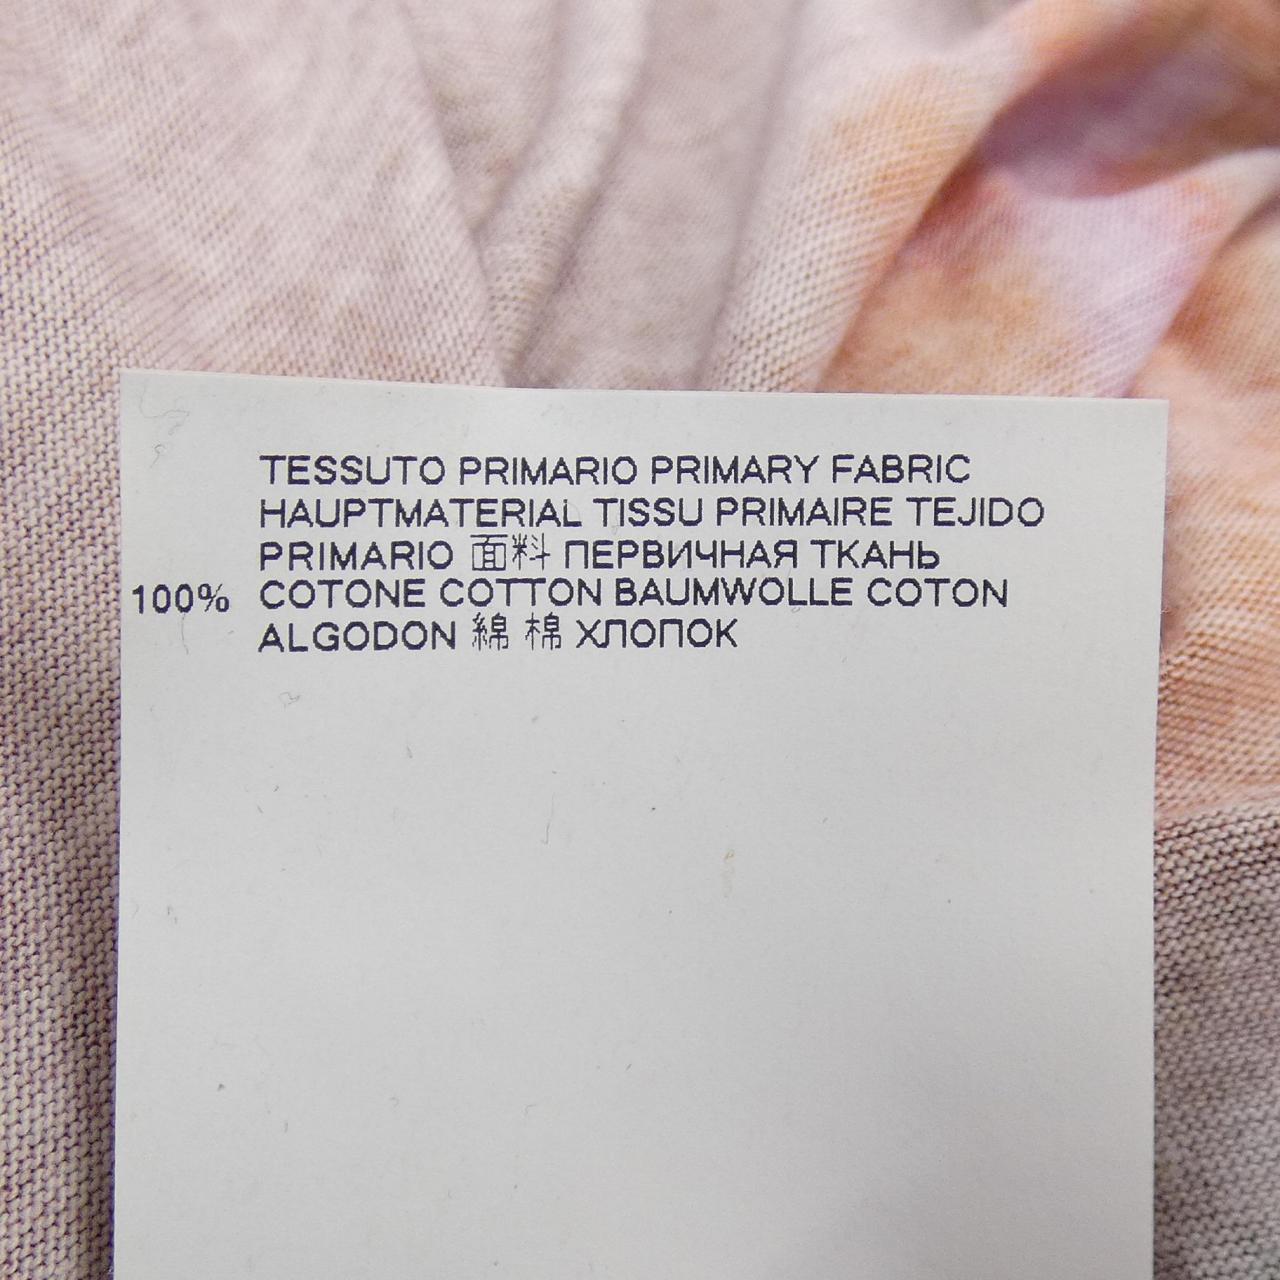 TESSUTO PRIMARIO PRIMARY FABRIC
HAUPTMATERIAL TISSU PRIMAIRE TEJIDO
PRIMARIO 面料 ПЕРВИЧНАЯ ТКАНЬ
100% COTONE COTTON BAUMWOLLE COTON
ALGODON 綿 棉 ХЛОПОК